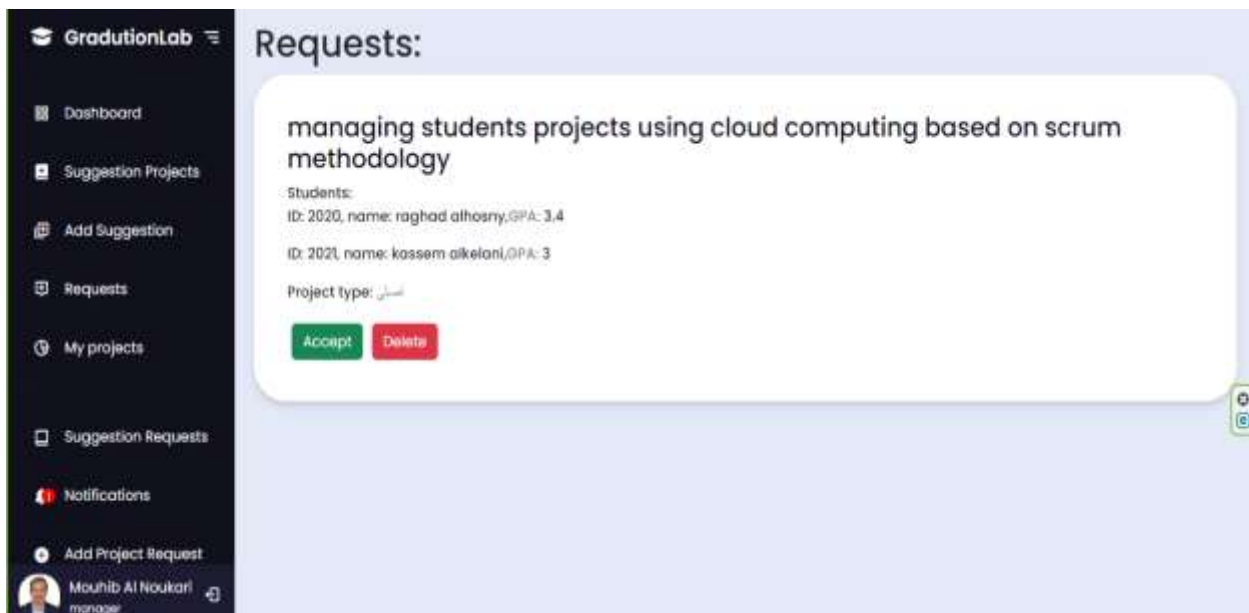 GradutionLab
Dashboard
Suggestion Projects
Add Suggestion
Requests
My projects
Suggestion Requests
Notifications
Add Project Request
Mouhib Al Noukari
manager
Requests:
managing students projects using cloud computing based on scrum
methodology
Students:
ID: 2020, name: raghad alhosny,GPA: 3.4
ID: 2021, name: kassem alkelani,GPA: 3
Project type:
Accept
Delete